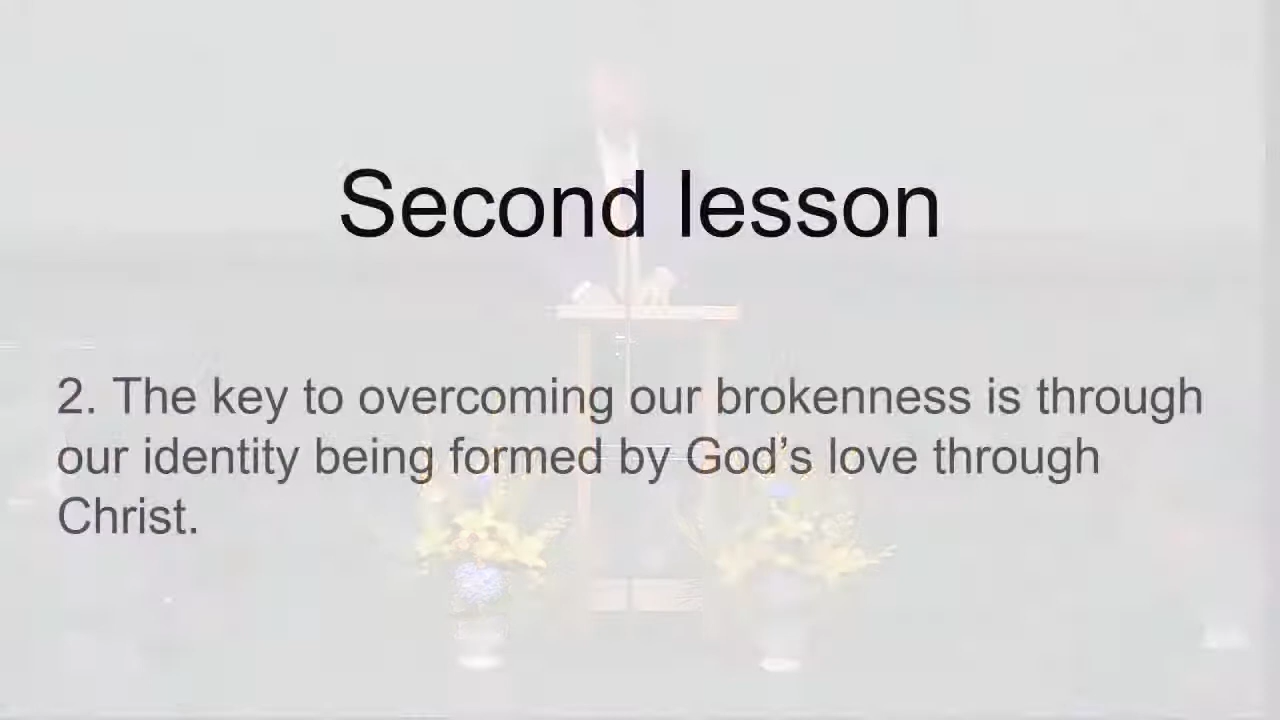 Second lesson
2. The key to overcoming our brokenness is through
our identity being formed by God’s love through
Christ.